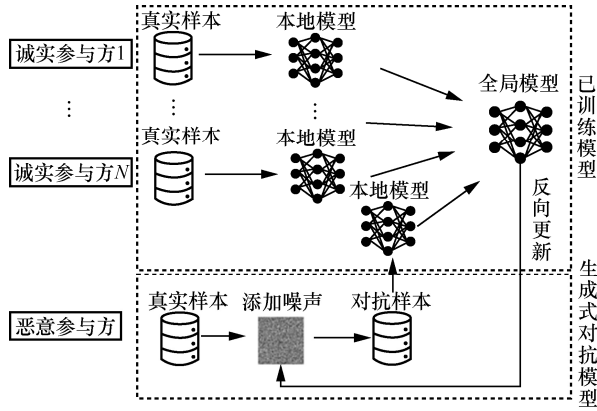 真实样本
本地模型
诚实参与方1
全局模型
已训练模型
⋮
⋮
⋮
真实样本
本地模型
诚实参与方N
本地模型
反向更新
生成式对抗模型
真实样本
添加噪声
对抗样本
恶意参与方